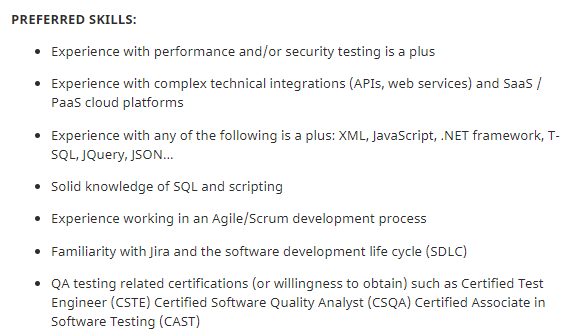 PREFERRED SKILLS:
• Experience with performance and/or security testing is a plus
• Experience with complex technical integrations (APIs, web services) and SaaS /
PaaS cloud platforms
• Experience with any of the following is a plus: XML, JavaScript, .NET framework, T-
SQL, JQuery, JSON...
• Solid knowledge of SQL and scripting
• Experience working in an Agile/Scrum development process
• Familiarity with Jira and the software development life cycle (SDLC)
• QA testing related certifications (or willingness to obtain) such as Certified Test
Engineer (CSTE) Certified Software Quality Analyst (CSQA) Certified Associate in
Software Testing (CAST)